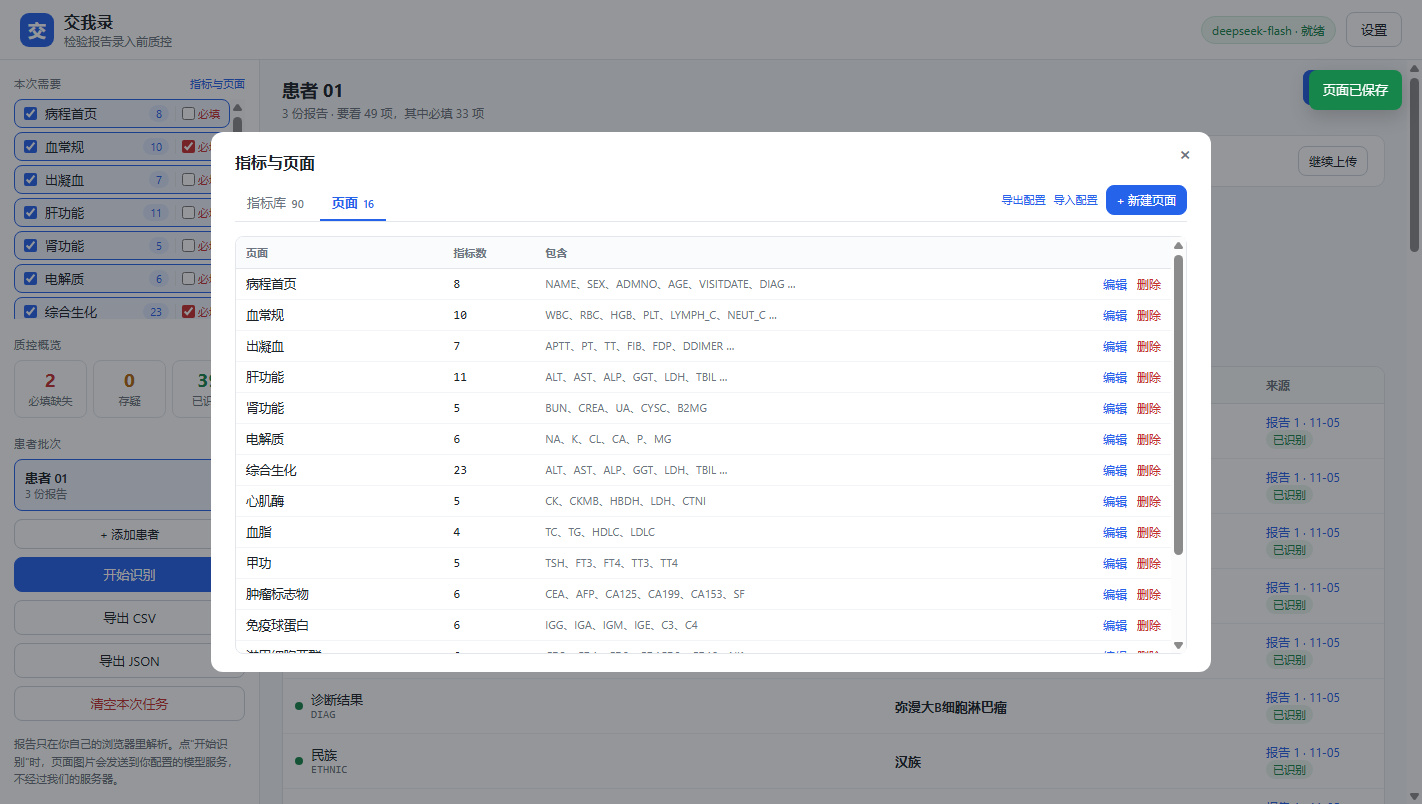 交
交我录
检验报告录入前质控
deepseek-flash · 就绪
设置
本次需要
指标与页面
病程首页 8 必填
血常规 10
出凝血 7
肝功能 11
肾功能 5
电解质 6
综合生化 23
质控概览
2
必填缺失
0
存疑
患者批次
患者 01
3 份报告
+ 添加患者
开始识别
导出 CSV
导出 JSON
清空本次任务
报告只在你自己的浏览器里解析。点"开始识
别"时，页面图片会发送到你配置的模型服务，
不经过我们的服务器。
患者 01
3 份报告 · 要看 49 项，其中必填 33 项
页面已保存
继续上传
指标与页面
×
指标库 90
页面 16
导出配置 导入配置
+ 新建页面
页面 指标数 包含
病程首页 8 NAME、SEX、ADMNO、AGE、VISITDATE、DIAG ... 编辑 删除
血常规 10 WBC、RBC、HGB、PLT、LYMPH_C、NEUT_C ... 编辑 删除
出凝血 7 APTT、PT、TT、FIB、FDP、DDIMER ... 编辑 删除
肝功能 11 ALT、AST、ALP、GGT、LDH、TBIL ... 编辑 删除
肾功能 5 BUN、CREA、UA、CYSC、B2MG 编辑 删除
电解质 6 NA、K、CL、CA、P、MG 编辑 删除
综合生化 23 ALT、AST、ALP、GGT、LDH、TBIL ... 编辑 删除
心肌酶 5 CK、CKMB、HBDH、LDH、CTNI 编辑 删除
血脂 4 TC、TG、HDLC、LDLC 编辑 删除
甲功 5 TSH、FT3、FT4、TT3、TT4 编辑 删除
肿瘤标志物 6 CEA、AFP、CA125、CA199、CA153、SF 编辑 删除
免疫球蛋白 6 IGG、IGA、IGM、IGE、C3、C4 编辑 删除
来源
报告 1 · 11-05
已识别
报告 1 · 11-05
已识别
报告 1 · 11-05
已识别
报告 1 · 11-05
已识别
报告 1 · 11-05
已识别
诊断结果
DIAG
弥漫大B细胞淋巴瘤
报告 1 · 11-05
已识别
民族
ETHNIC
汉族
报告 1 · 11-05
已识别